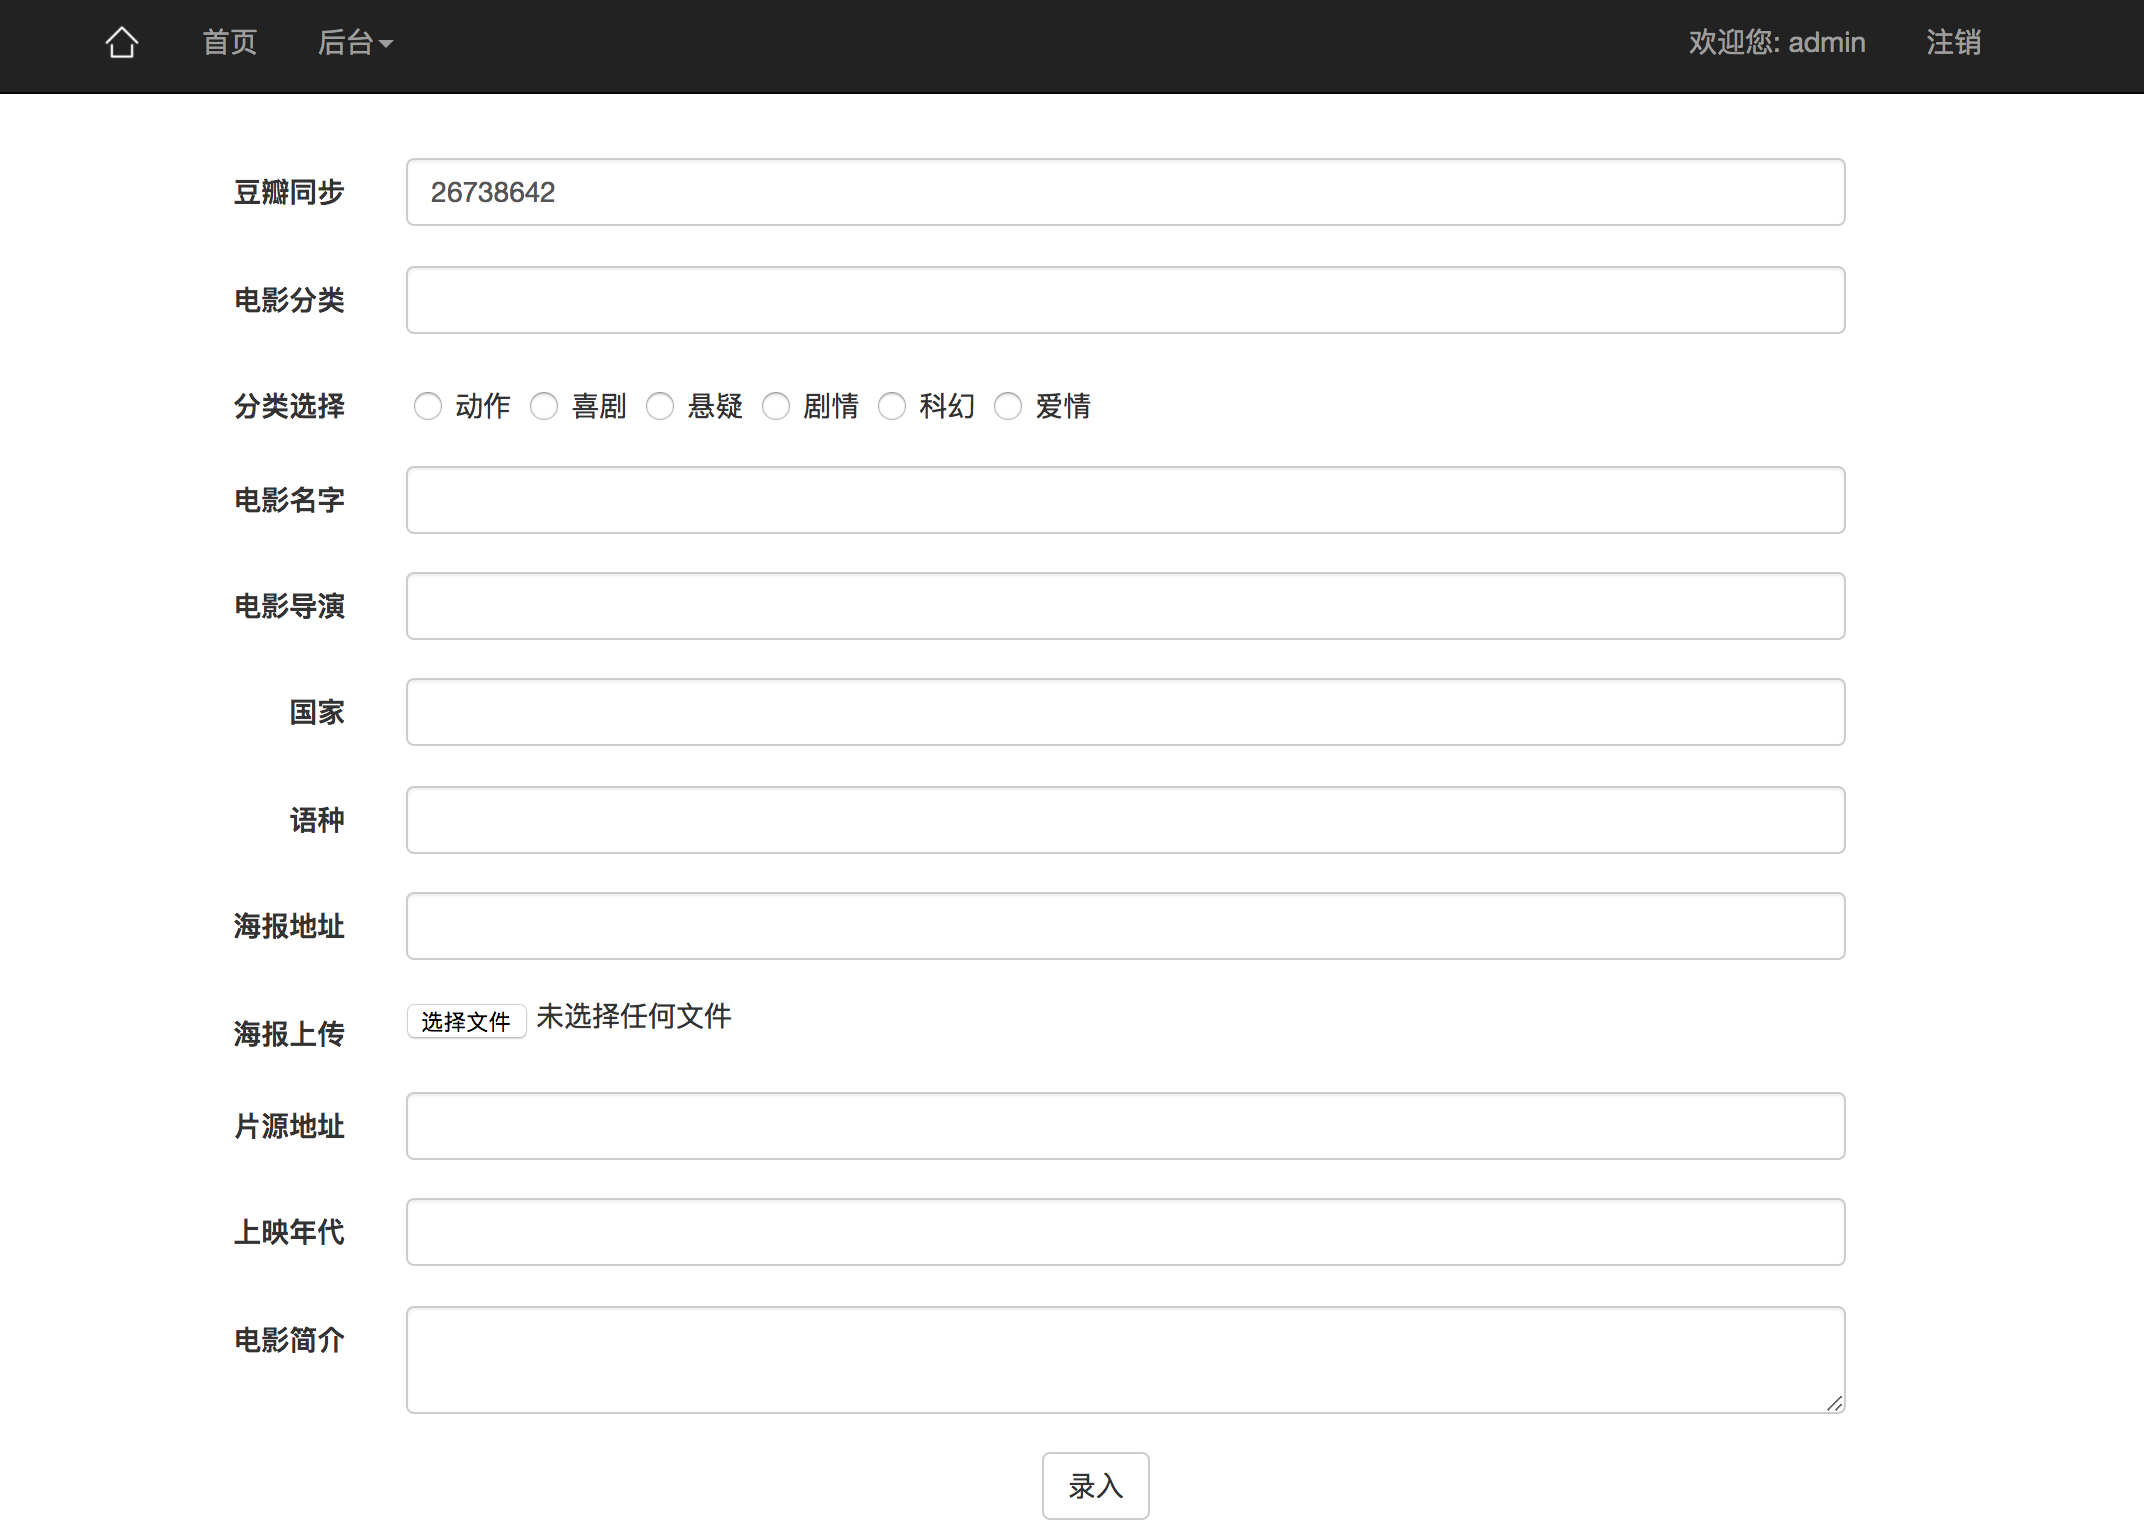 首页 后台 欢迎您: admin 注销
豆瓣同步 26738642
电影分类
分类选择 动作 喜剧 悬疑 剧情 科幻 爱情
电影名字
电影导演
国家
语种
海报地址
海报上传 选择文件 未选择任何文件
片源地址
上映年代
电影简介
录入